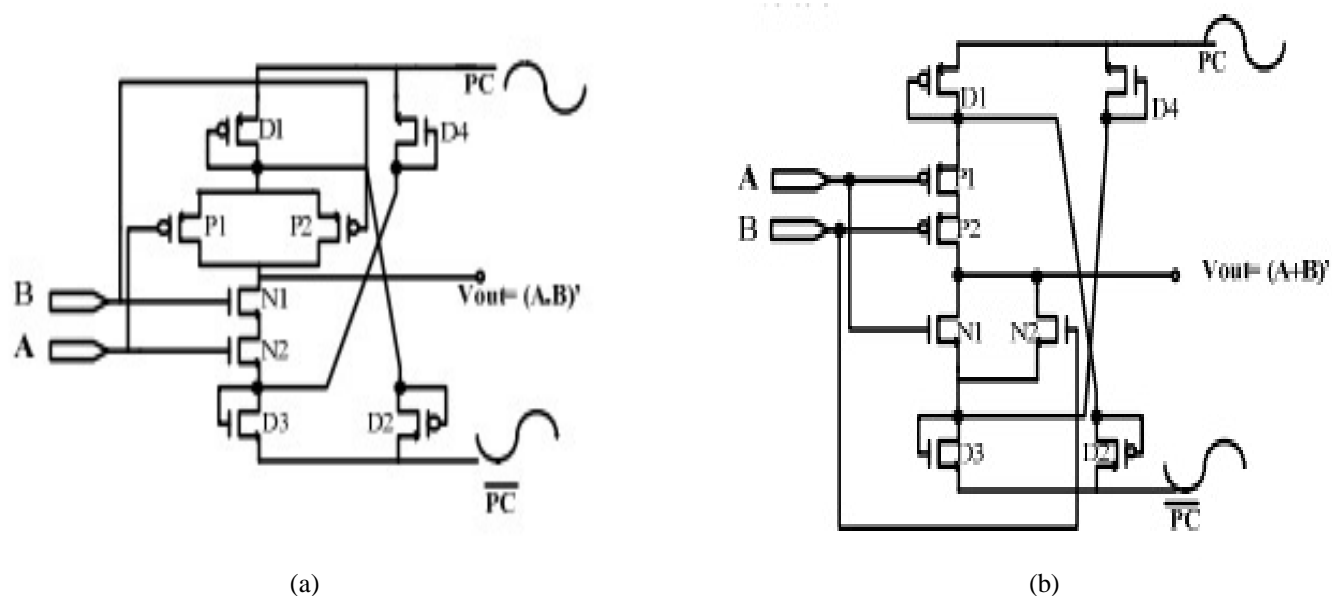 PC
D1
D4
P1
P2
B
N1
Vout= (A.B)'
A
N2
D3
D2
PC
(a)
PC
D1
D4
A
P1
B
P2
Vout= (A+B)'
N1
N2
D3
D2
PC
(b)